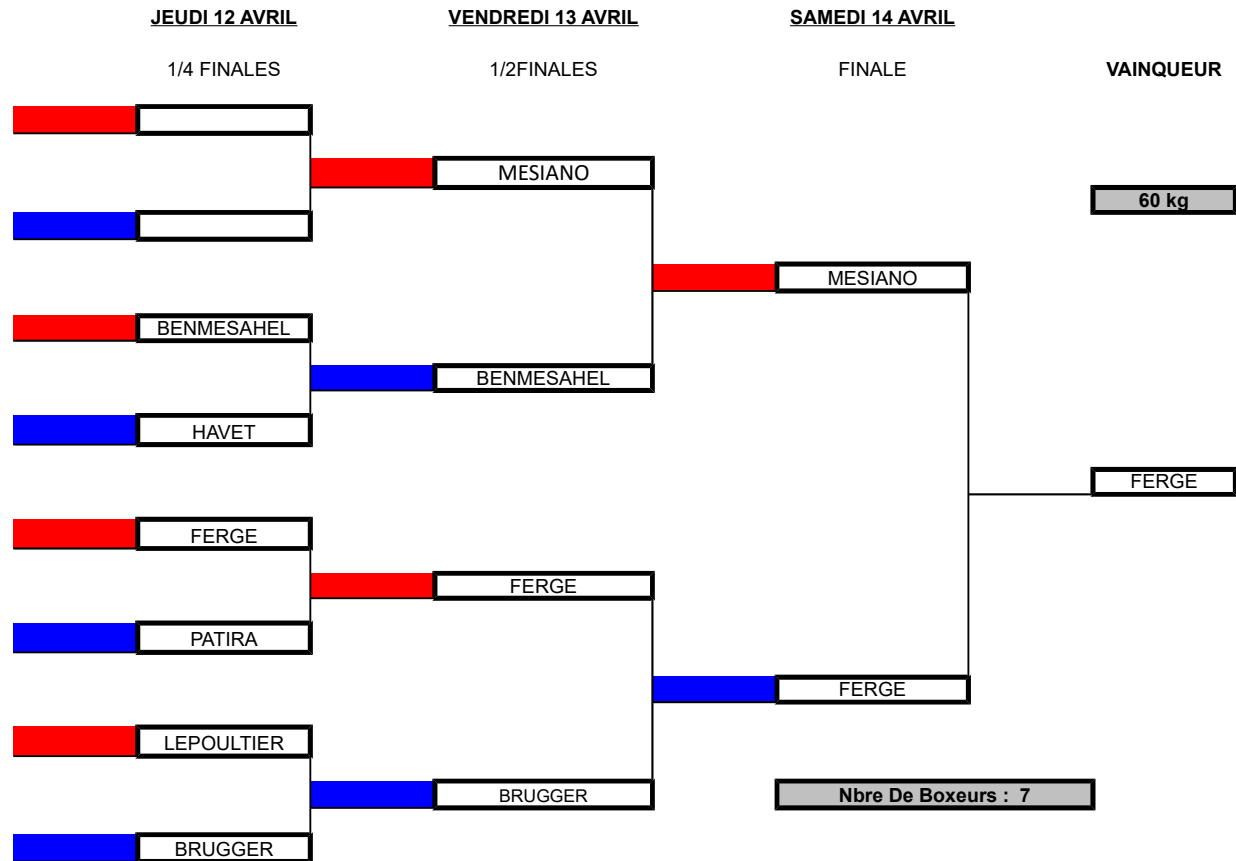 JEUDI 12 AVRIL VENDREDI 13 AVRIL SAMEDI 14 AVRIL
1/4 FINALES 1/2FINALES FINALE VAINQUEUR
MESIANO
60 kg
MESIANO
BENMESAHEL
BENMESAHEL
HAVET
FERGE
FERGE
FERGE
PATIRA
FERGE
LEPOULTIER
BRUGGER Nbre De Boxeurs : 7
BRUGGER